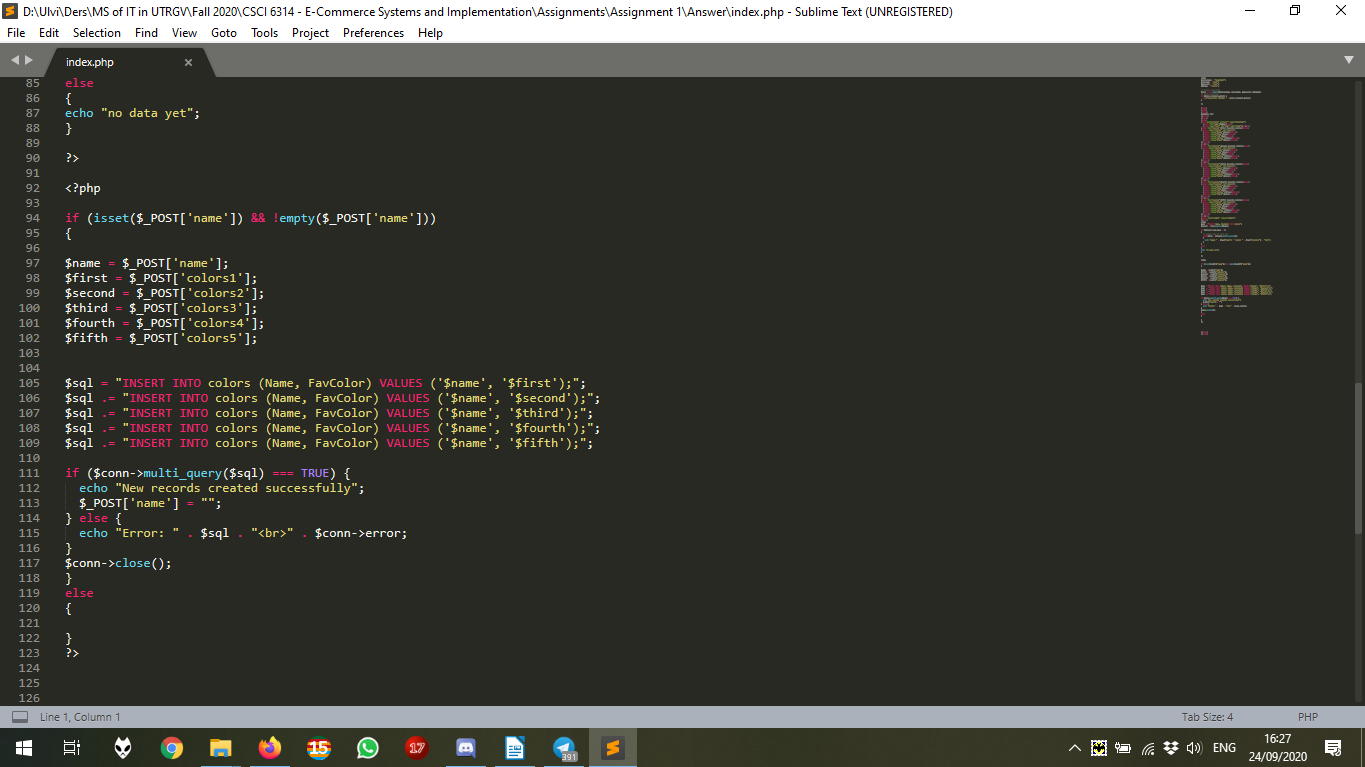 D:\Ulvi\Ders\MS of IT in UTRGV\Fall 2020\CSCI 6314 - E-Commerce Systems and Implementation\Assignments\Assignment 1\Answer\index.php - Sublime Text (UNREGISTERED)
File Edit Selection Find View Goto Tools Project Preferences Help
index.php
85 else
86 {
87 echo "no data yet";
88 }
89
90 ?>
91
92 <?php
93
94 if (isset($_POST['name']) && !empty($_POST['name']))
95 {
96
97 $name = $_POST['name'];
98 $first = $_POST['colors1'];
99 $second = $_POST['colors2'];
100 $third = $_POST['colors3'];
101 $fourth = $_POST['colors4'];
102 $fifth = $_POST['colors5'];
103
104
105 $sql = "INSERT INTO colors (Name, FavColor) VALUES ('$name', '$first');";
106 $sql .= "INSERT INTO colors (Name, FavColor) VALUES ('$name', '$second');";
107 $sql .= "INSERT INTO colors (Name, FavColor) VALUES ('$name', '$third');";
108 $sql .= "INSERT INTO colors (Name, FavColor) VALUES ('$name', '$fourth');";
109 $sql .= "INSERT INTO colors (Name, FavColor) VALUES ('$name', '$fifth');";
110
111 if ($conn->multi_query($sql) === TRUE) {
112 echo "New records created successfully";
113 $_POST['name'] = "";
114 } else {
115 echo "Error: " . $sql . "<br>" . $conn->error;
116 }
117 $conn->close();
118 }
119 else
120 {
121
122 }
123 ?>
124
125
126
Line 1, Column 1 Tab Size: 4 PHP
15 17 391 ENG 16:27
24/09/2020